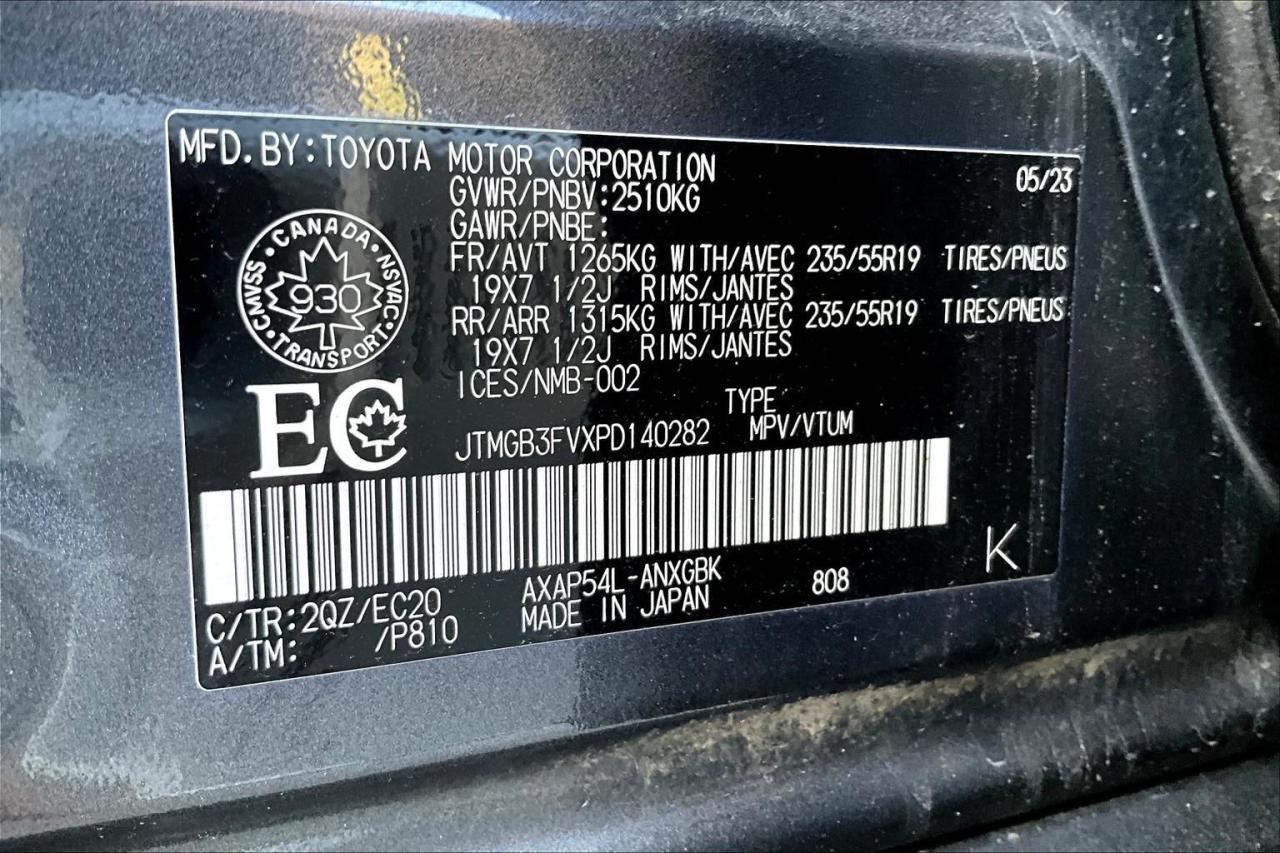 MFD.BY:TOYOTA MOTOR CORPORATION
05/23
GVWR/PNBV:2510KG
GAWR/PNBE:
FR/AVT 1265KG WITH/AVEC 235/55R19 TIRES/PNEUS
19X7 1/2J RIMS/JANTES
RR/ARR 1315KG WITH/AVEC 235/55R19 TIRES/PNEUS
19X7 1/2J RIMS/JANTES
ICES/NMB-002
CANADA • NSVAC • TRANSPORT • CMVSS •
930
EC
TYPE
JTMGB3FVXPD140282 MPV/VTUM
C/TR:2QZ/EC20 AXAP54L-ANXGBK 808 K
A/TM: /P810 MADE IN JAPAN